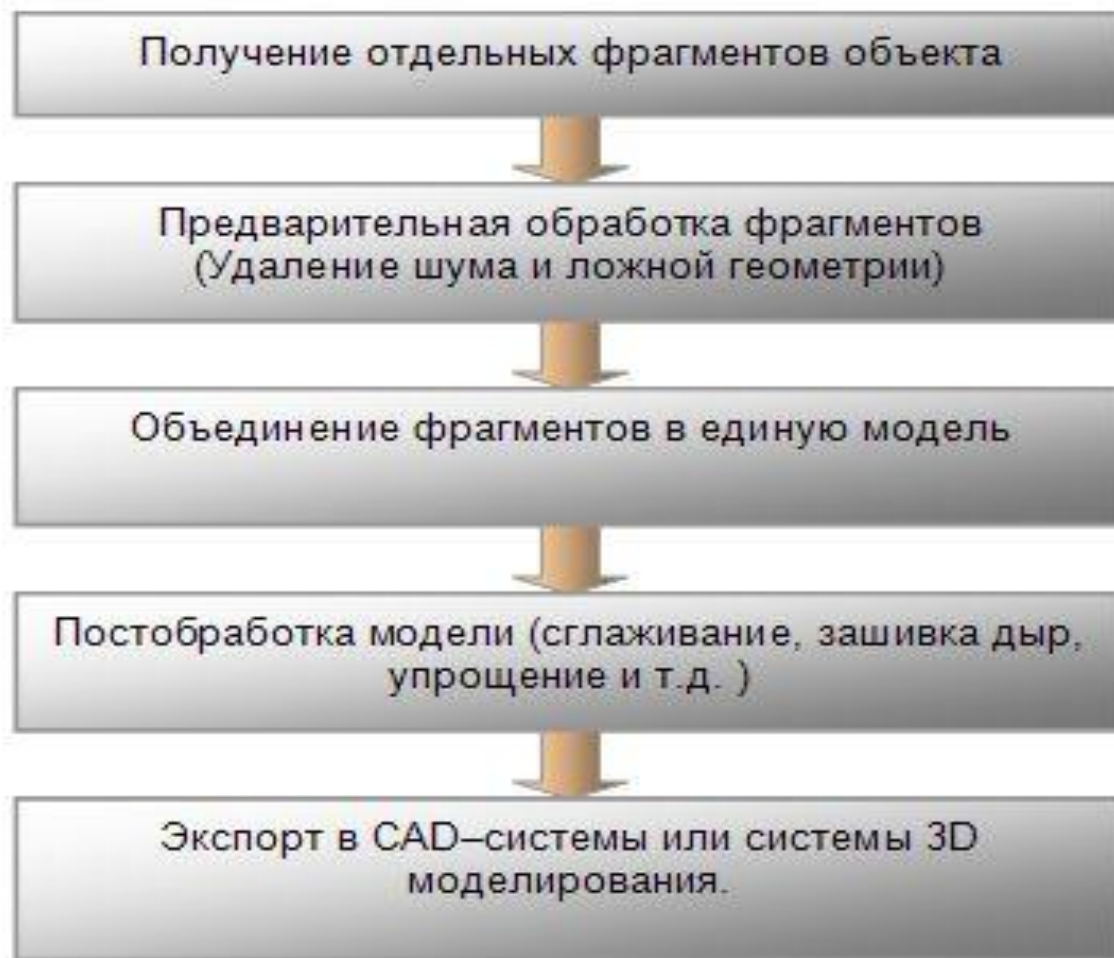 Получение отдельных фрагментов объекта
Предварительная обработка фрагментов
(Удаление шума и ложной геометрии)
Объединение фрагментов в единую модель
Постобработка модели (сглаживание, зашивка дыр,
упрощение и т.д. )
Экспорт в CAD–системы или системы 3D
моделирования.